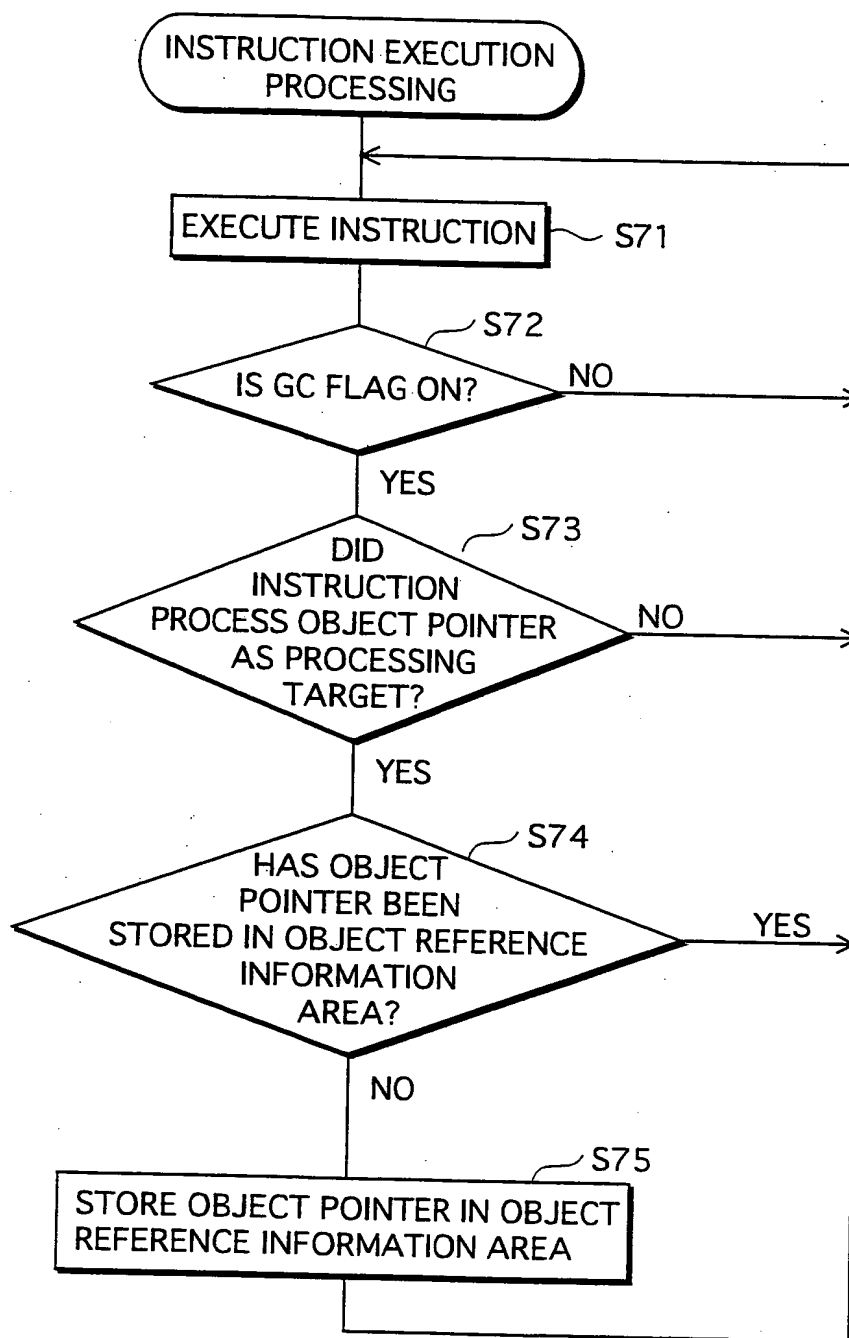 INSTRUCTION EXECUTION
PROCESSING
EXECUTE INSTRUCTION
S71
S72
IS GC FLAG ON?
NO
YES
S73
DID
INSTRUCTION
PROCESS OBJECT POINTER
AS PROCESSING
TARGET?
NO
YES
S74
HAS OBJECT
POINTER BEEN
STORED IN OBJECT REFERENCE
INFORMATION
AREA?
YES
NO
S75
STORE OBJECT POINTER IN OBJECT
REFERENCE INFORMATION AREA